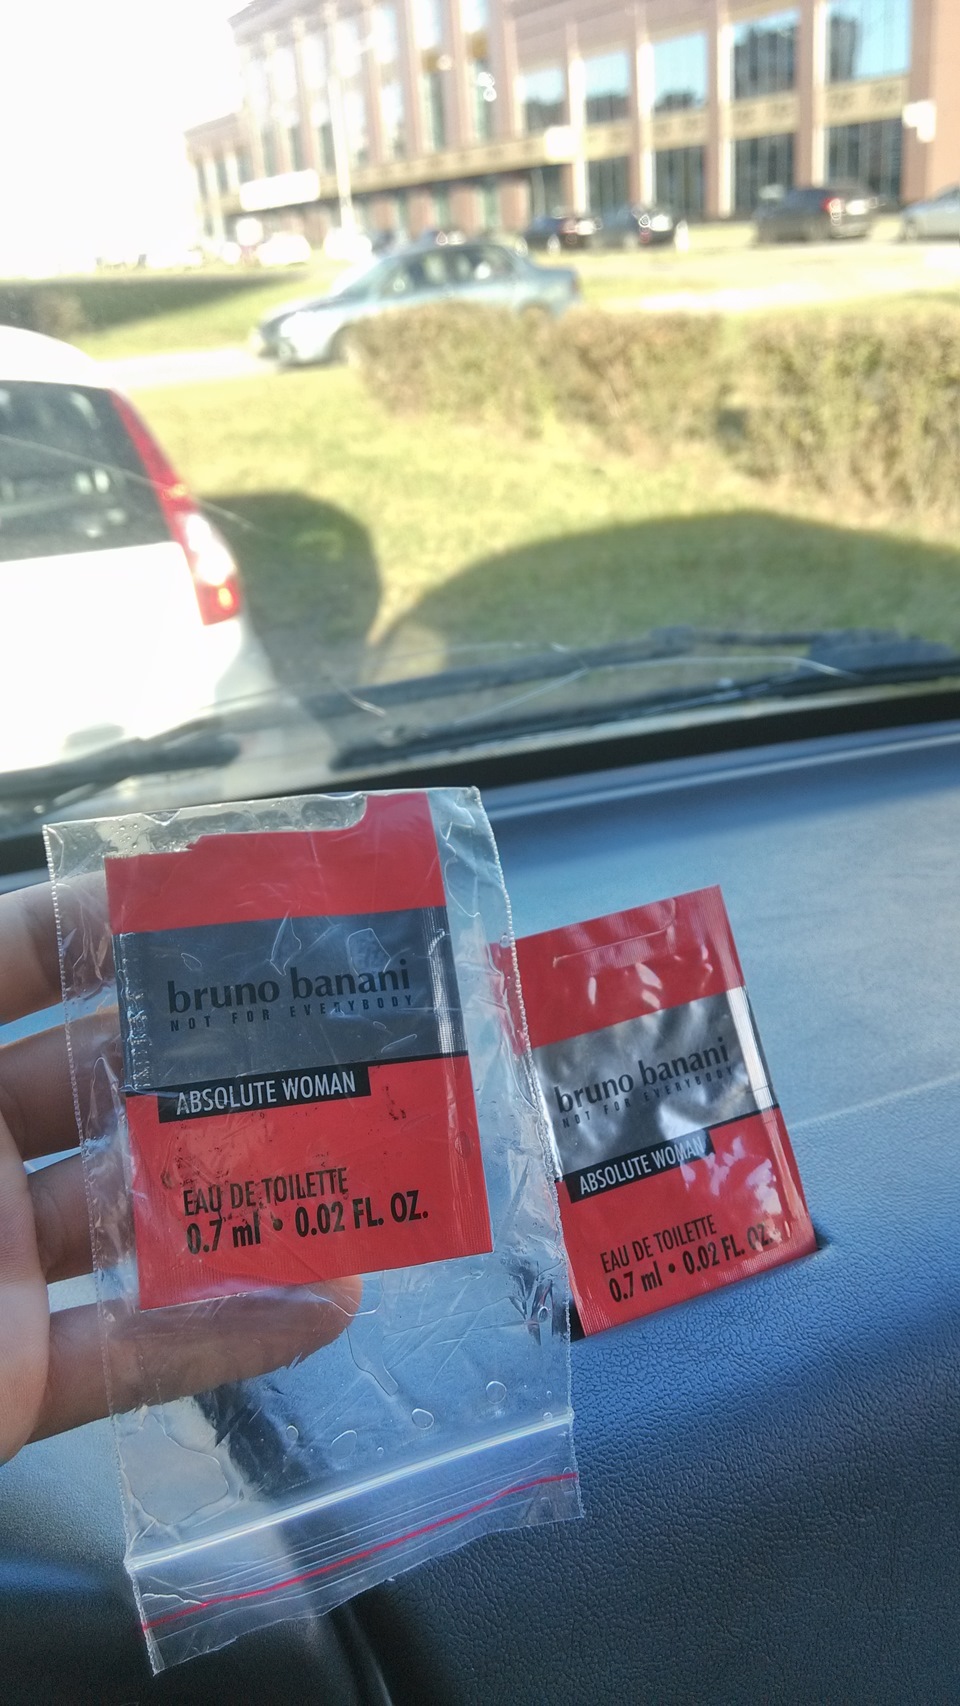 bruno banani
NOT FOR EVERYBODY
ABSOLUTE WOMAN
EAU DE TOILETTE
0.7 ml • 0.02 FL. OZ.
bruno banani
NOT FOR EVERYBODY
ABSOLUTE WOMAN
EAU DE TOILETTE
0.7 ml • 0.02 FL. OZ.